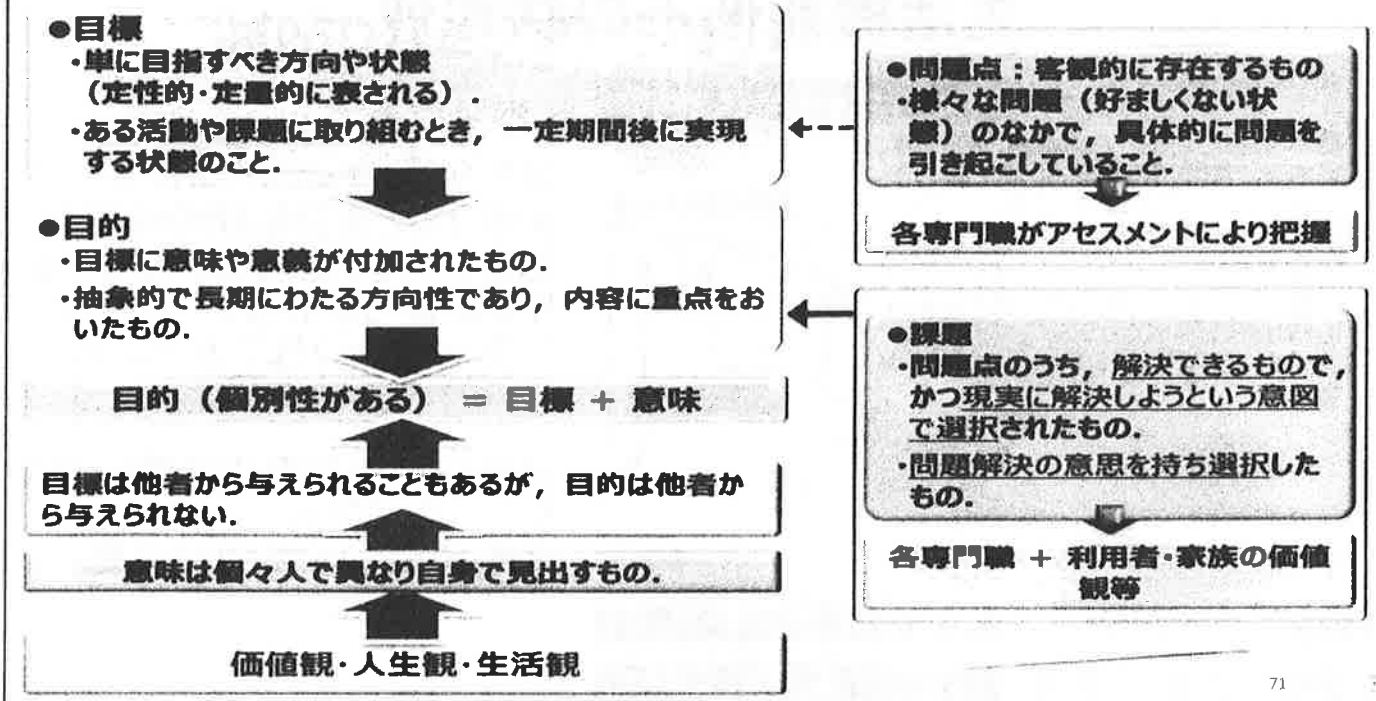 ●目標
・単に目指すべき方向や状態
（定性的・定量的に表される）．
・ある活動や課題に取り組むとき，一定期間後に実現
する状態のこと．
●目的
・目標に意味や意義が付加されたもの．
・抽象的で長期にわたる方向性であり，内容に重点をお
いたもの．
目的（個別性がある） ＝ 目標 ＋ 意味
目標は他者から与えられることもあるが，目的は他者か
ら与えられない．
意味は個々人で異なり自身で見出すもの．
価値観・人生観・生活観
●問題点：客観的に存在するもの
・様々な問題（好ましくない状
態）のなかで，具体的に問題を
引き起こしていること．
各専門職がアセスメントにより把握
●課題
・問題点のうち，解決できるもので，
かつ現実に解決しようという意図
で選択されたもの．
・問題解決の意思を持ち選択した
もの．
各専門職 ＋ 利用者・家族の価値
観等
71